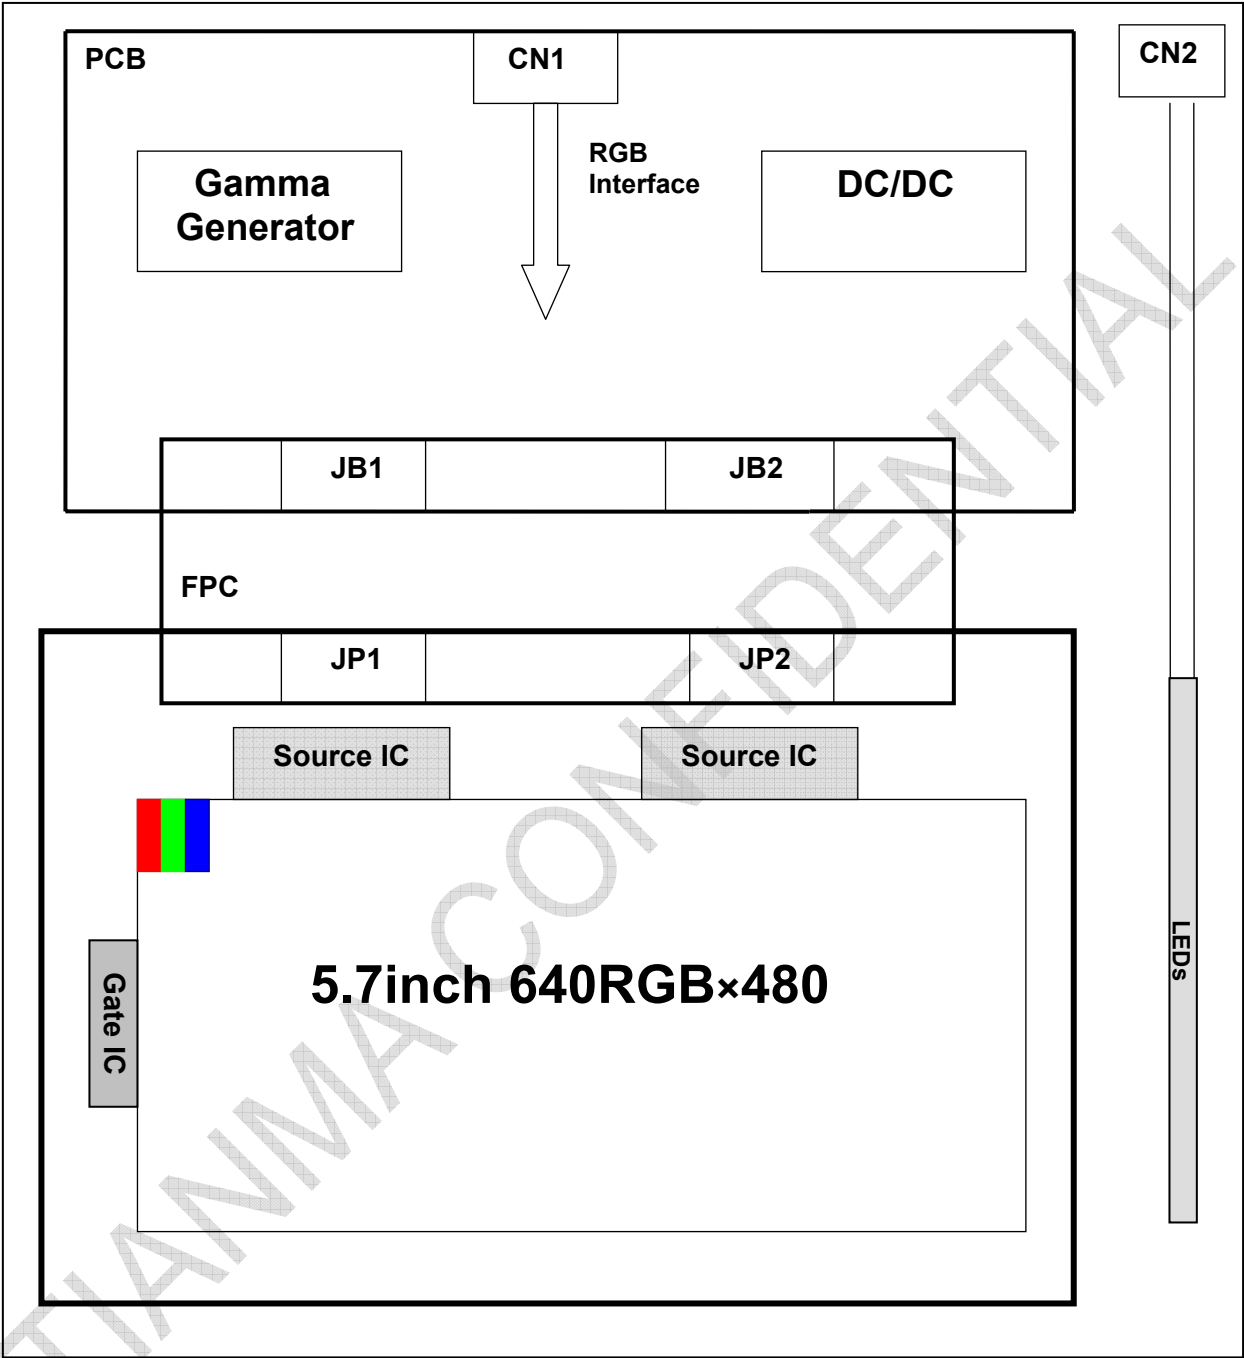 PCB
CN1
CN2
RGB
Interface
Gamma
Generator
DC/DC
JB1
JB2
FPC
JP1
JP2
Source IC
Source IC
Gate IC
5.7inch 640RGB×480
LEDs
TIANMA CONFIDENTIAL